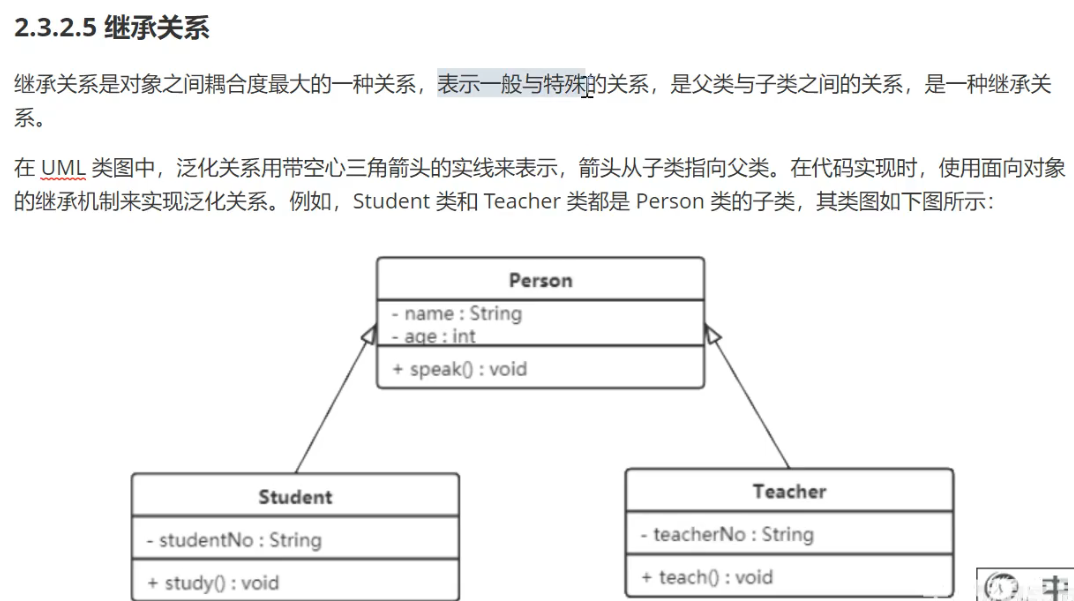 2.3.2.5 继承关系
继承关系是对象之间耦合度最大的一种关系，表示一般与特殊的关系，是父类与子类之间的关系，是一种继承关
系。
在 UML 类图中，泛化关系用带空心三角箭头的实线来表示，箭头从子类指向父类。在代码实现时，使用面向对象
的继承机制来实现泛化关系。例如，Student 类和 Teacher 类都是 Person 类的子类，其类图如下图所示：
Person
- name : String
- age : int
+ speak() : void
Student
- studentNo : String
+ study() : void
Teacher
- teacherNo : String
+ teach() : void